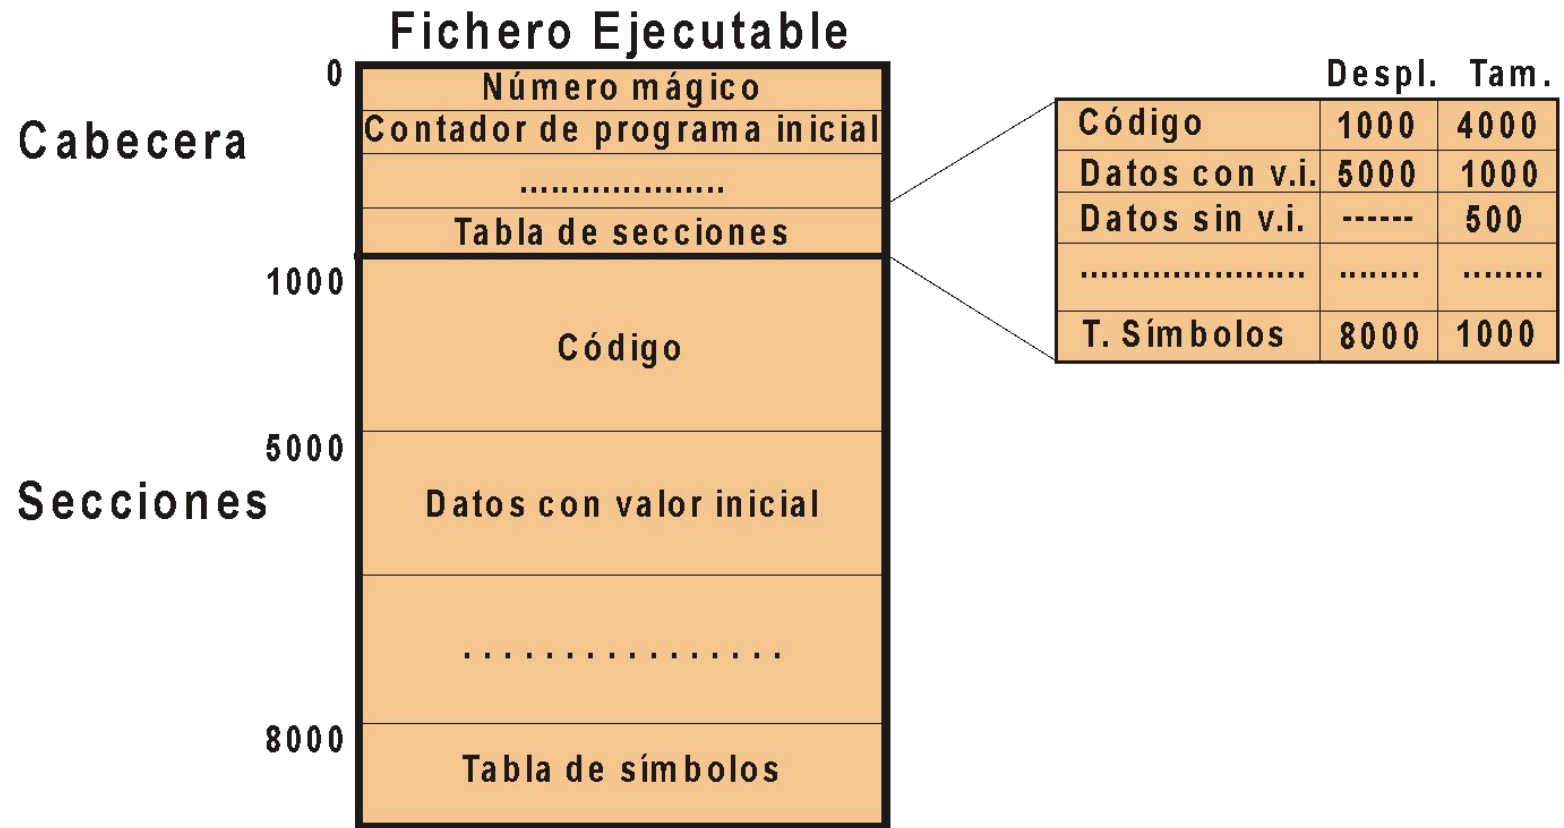 Fichero Ejecutable
0
Número mágico
Contador de programa inicial
....................
Tabla de secciones
Cabecera
1000
Código
5000
Datos con valor inicial
Secciones
. . . . . . . . . . . . . . . .
8000
Tabla de símbolos
Despl. Tam.
Código 1000 4000
Datos con v.i. 5000 1000
Datos sin v.i. ------ 500
...................... ........ ........
T. Símbolos 8000 1000